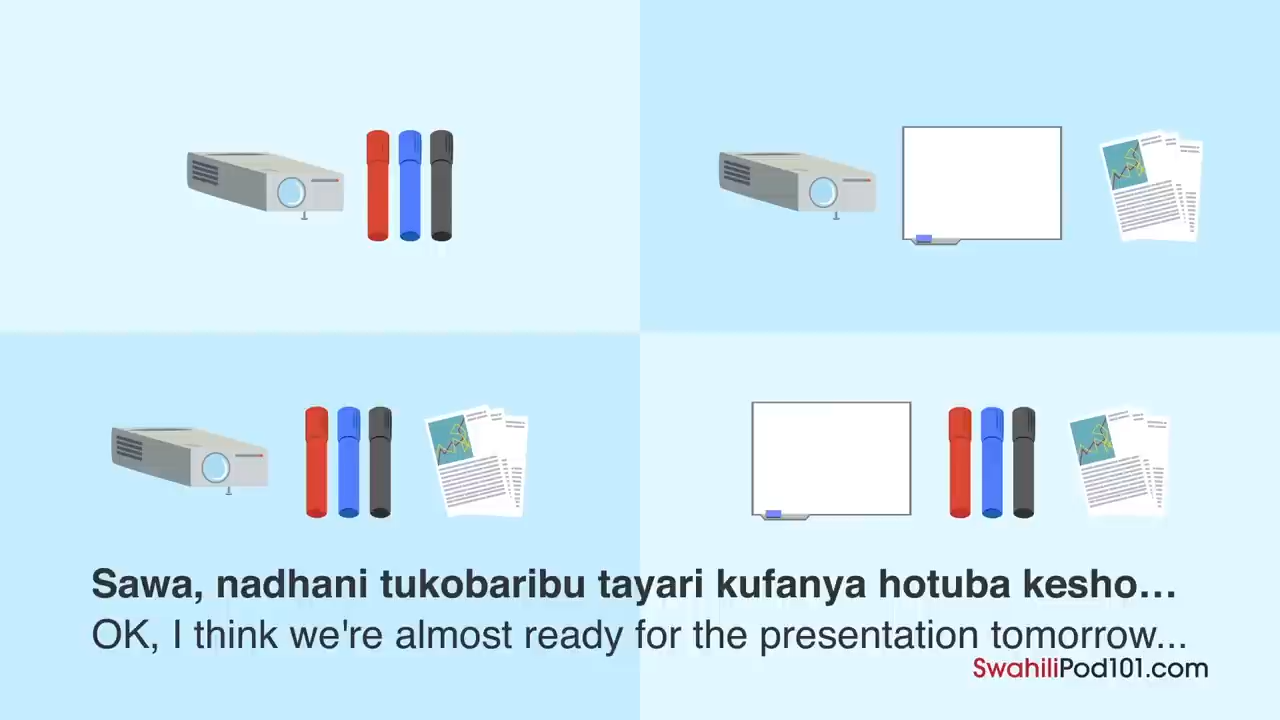 Sawa, nadhani tukobaribu tayari kufanya hotuba kesho...
OK, I think we're almost ready for the presentation tomorrow...
SwahiliPod101.com